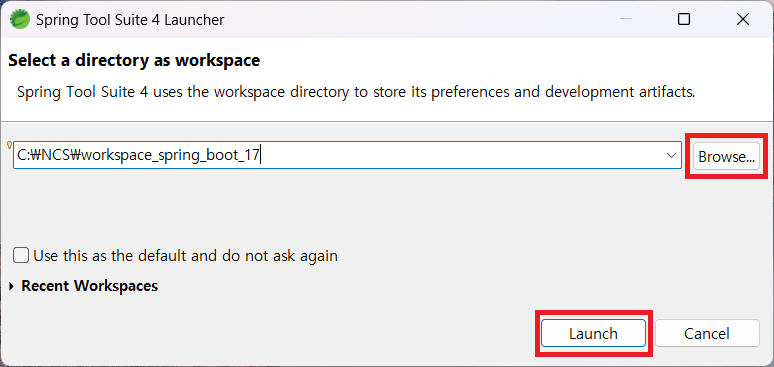 Spring Tool Suite 4 Launcher
Select a directory as workspace
Spring Tool Suite 4 uses the workspace directory to store its preferences and development artifacts.
C:₩NCS₩workspace_spring_boot_17
Browse...
Use this as the default and do not ask again
Recent Workspaces
Launch Cancel